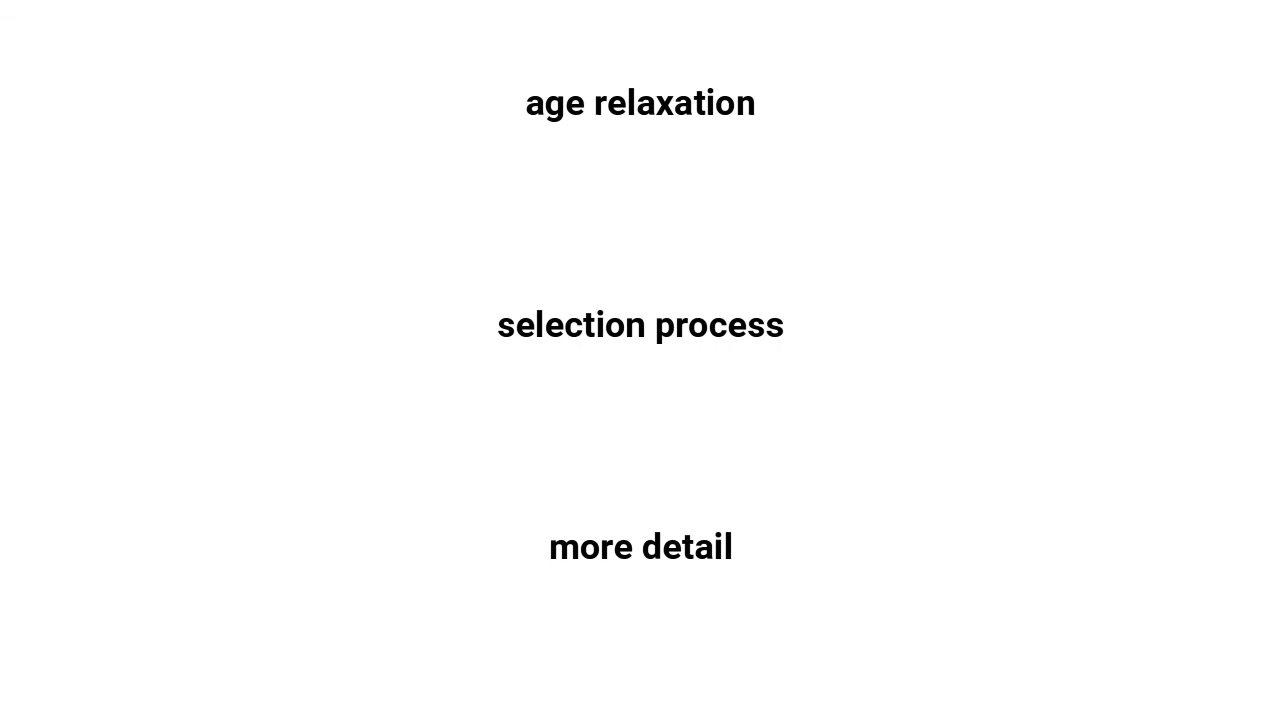 age relaxation
selection process
more detail